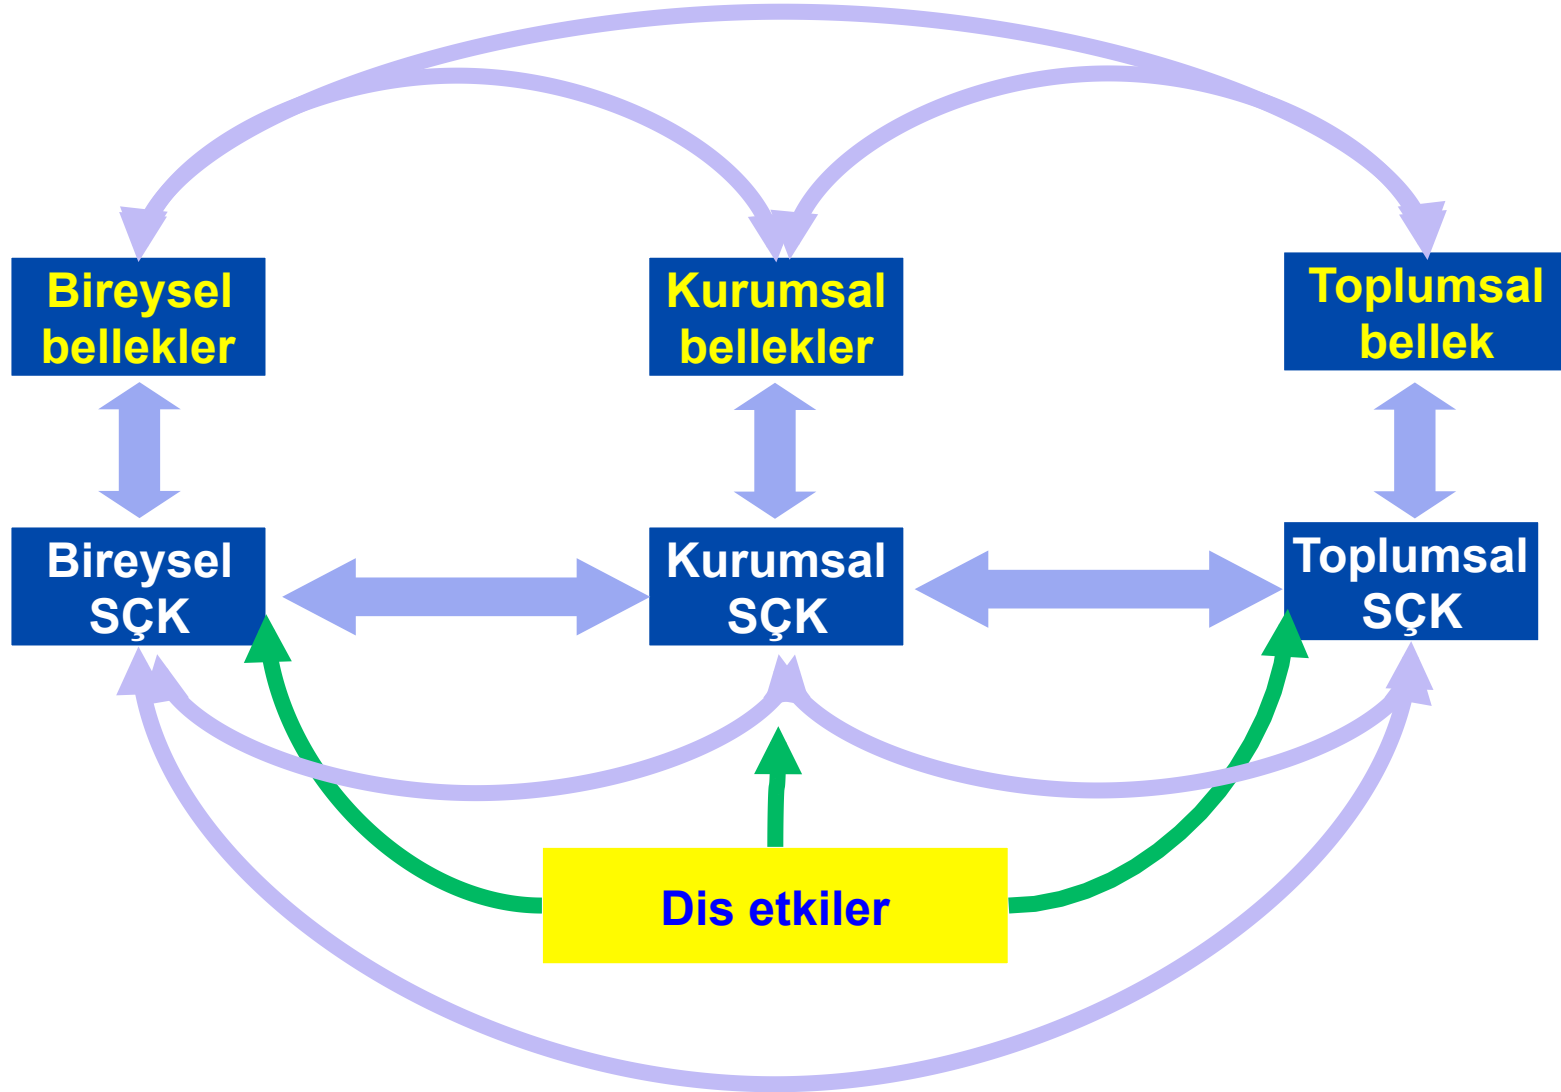 Bireysel
bellekler
Kurumsal
bellekler
Toplumsal
bellek
Bireysel
SÇK
Kurumsal
SÇK
Toplumsal
SÇK
Dis etkiler